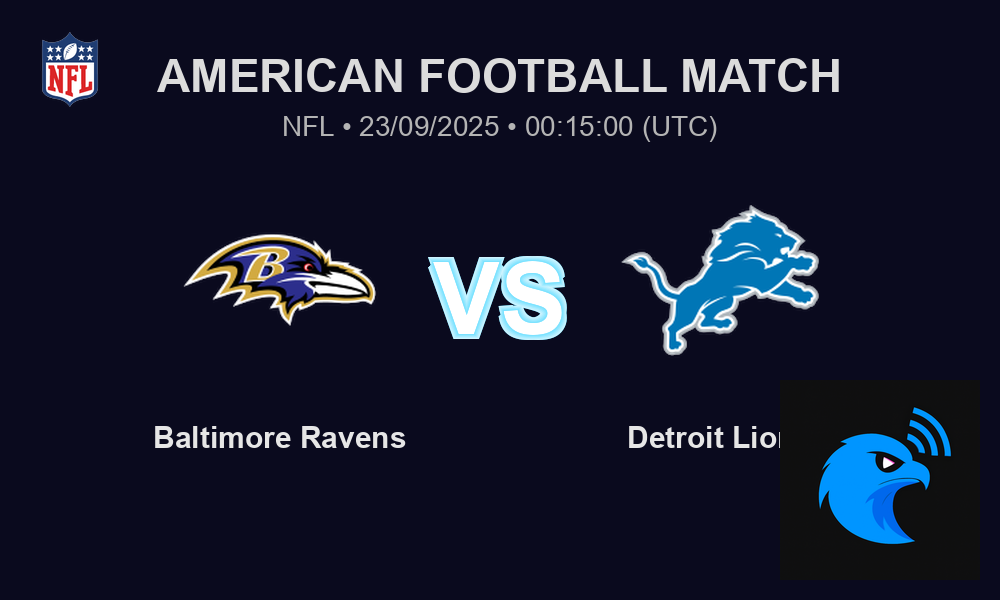 NFL
AMERICAN FOOTBALL MATCH
NFL • 23/09/2025 • 00:15:00 (UTC)
B
VS
Baltimore Ravens
Detroit